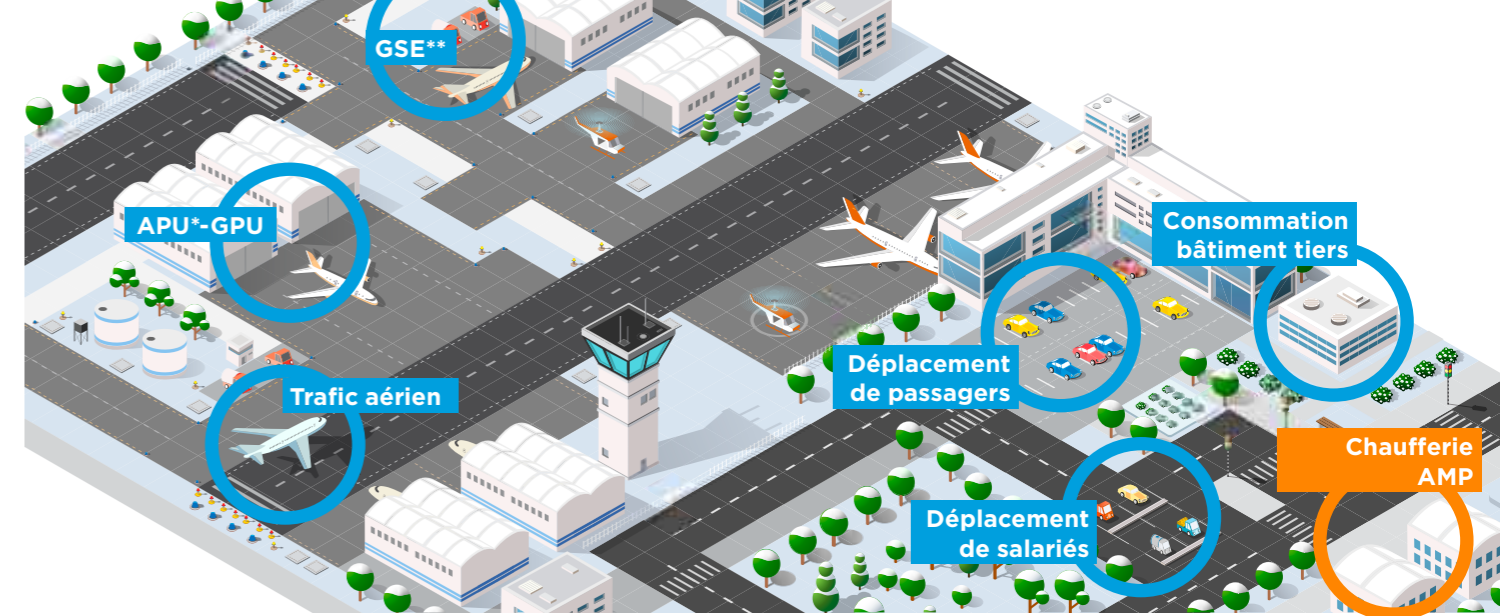 GSE**
APU*-GPU
Consommation
bâtiment tiers
Déplacement
de passagers
Trafic aérien
Chaufferie
AMP
Déplacement
de salariés